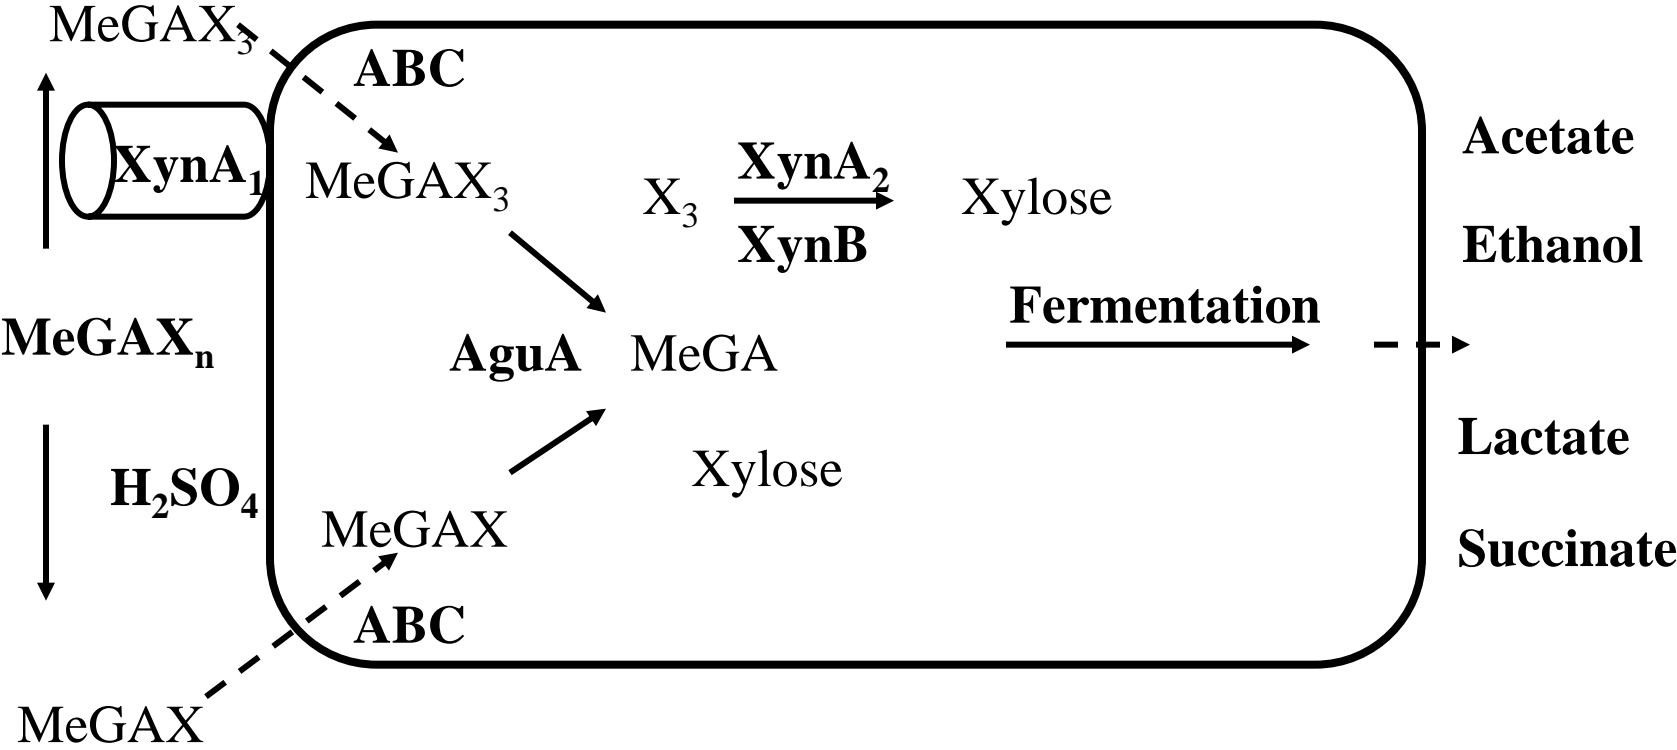 MeGAX₃
ABC
XynA₁
MeGAX₃
X₃
XynA₂
XynB
Xylose
Acetate
Ethanol
MeGAXₙ
AguA
MeGA
Fermentation
Xylose
Lactate
H₂SO₄
MeGAX
Succinate
ABC
MeGAX